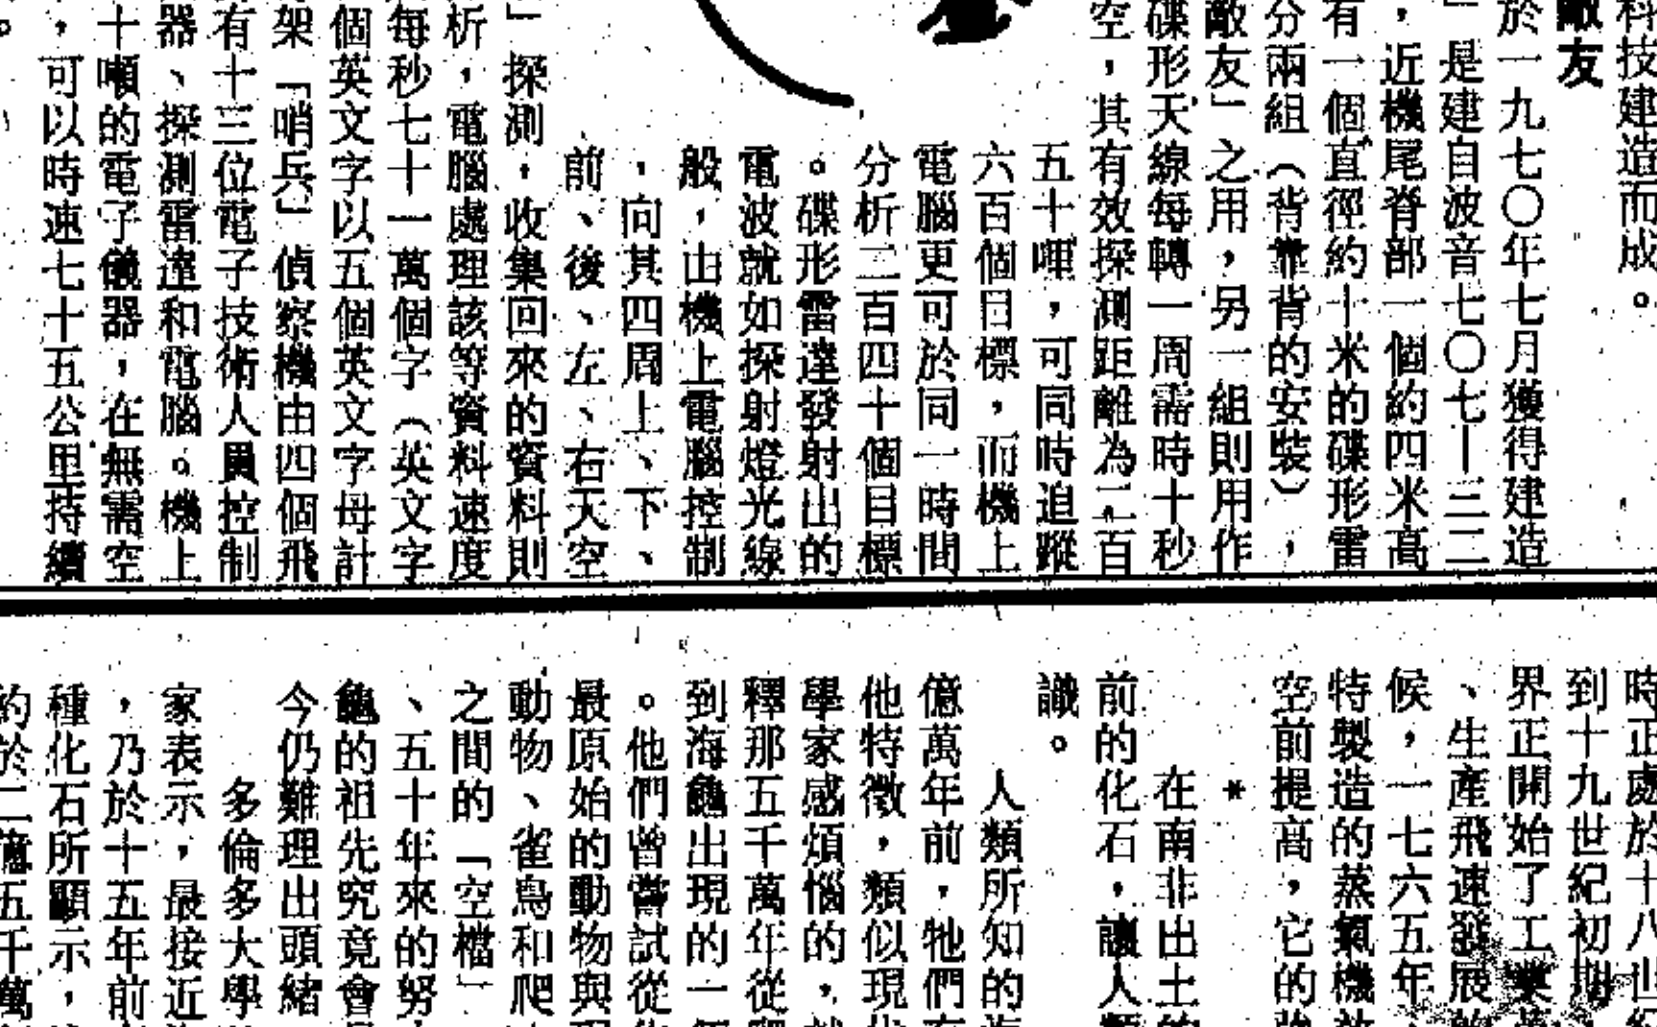 科技建造而成。
敵友
於一九七〇年七月獲得建造
」是建自波音七〇七—三二
，近機尾脊部一個約四米高
有一個直徑約十米的碟形雷
分兩組（背靠背的安裝），
敵友」之用，另一組則用作
碟形天線每轉一周需時十秒
空，其有效探測距離為二百
五十哩，可同時追蹤
六百個目標，而機上
電腦更可於同一時間
分析二百四十個目標
。碟形雷達發射出的
電波就如探射燈光線
般，由機上電腦控制
，向其四周上、下、
前、後、左、右天空
」探測，收集回來的資料則
析，電腦處理該等資料速度
每秒七十一萬個字（英文字
個英文字以五個英文字母計
架「哨兵」偵察機由四個飛
有十三位電子技術人員控制
器、探測雷達和電腦。機上
十噸的電子儀器，在無需空
，可以時速七十五公里持續
。
時正處於十八世
到十九世紀初期
界正開始了工業
、生產飛速發展
候，一七六五年
特製造的蒸氣機
空前提高，它的
*
在南非出土的
前的化石，讓人
識。
人類所知的
億萬年前，牠們
他特徵，類似現
學家感煩惱的，
釋那五千萬年從
到海龜出現的一
。他們曾嘗試從
最原始的動物與
動物、雀鳥和爬
之間的「空檔」
、五十年來的努
龜的祖先究竟會
今仍難理出頭緒
多倫多大學
家表示，最接近
，乃於十五年前
種化石所顯示，
約於二億五千萬